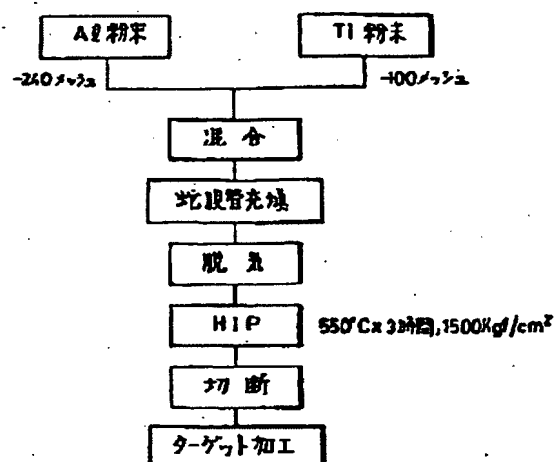 Al粉末
Ti粉末
-240メッシュ
-100メッシュ
混合
蛇腹管充填
脱気
HIP
550℃×3時間,1500Kgf/cm²
切断
ターゲット加工